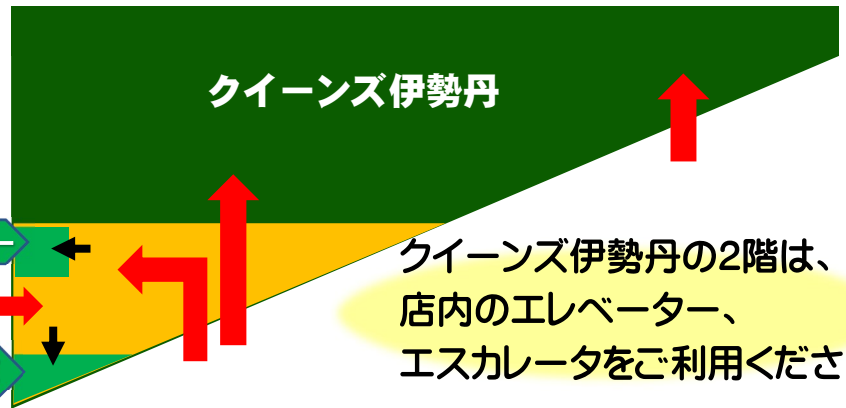 クイーンズ伊勢丹
クイーンズ伊勢丹の2階は、
店内のエレベーター、
エスカレータをご利用くださ